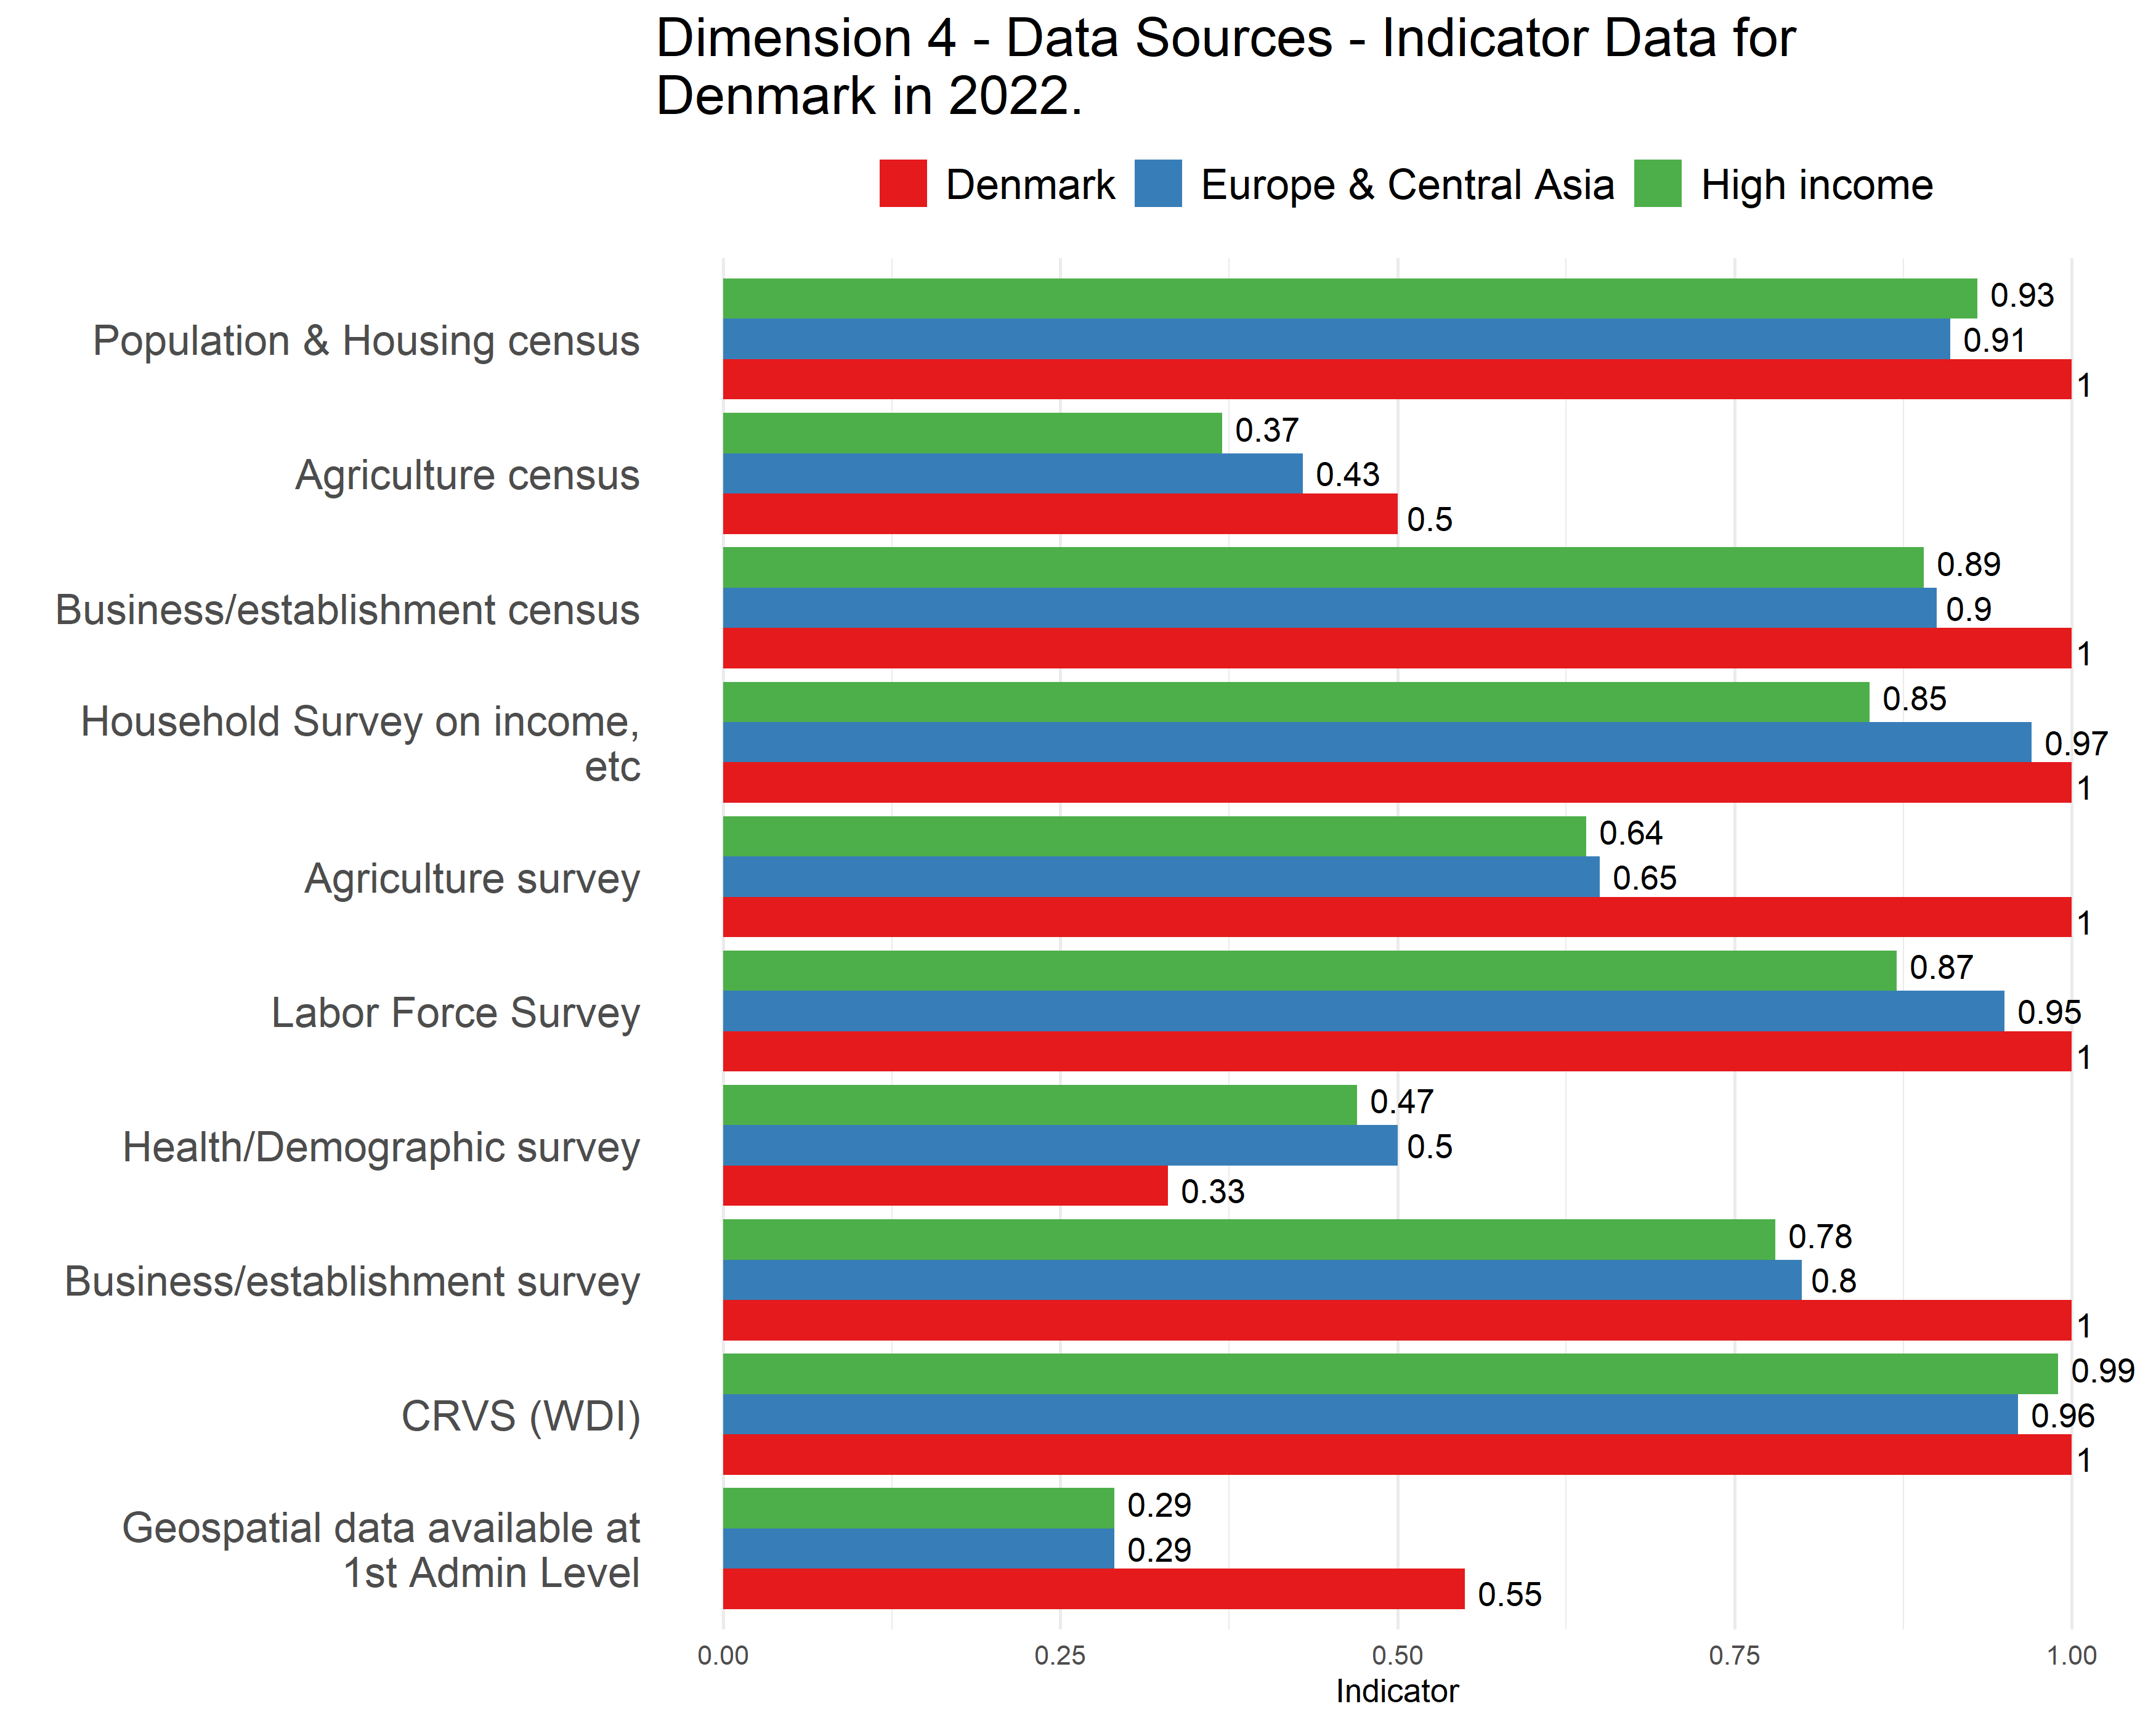 Dimension 4 - Data Sources - Indicator Data for
Denmark in 2022.
Denmark
Europe & Central Asia
High income
Population & Housing census
0.93
0.91
1
Agriculture census
0.37
0.43
0.5
Business/establishment census
0.89
0.9
1
Household Survey on income,
etc
0.85
0.97
1
Agriculture survey
0.64
0.65
1
Labor Force Survey
0.87
0.95
1
Health/Demographic survey
0.47
0.5
0.33
Business/establishment survey
0.78
0.8
1
CRVS (WDI)
0.99
0.96
1
Geospatial data available at
1st Admin Level
0.29
0.29
0.55
0.00 0.25 0.50 0.75 1.00
Indicator